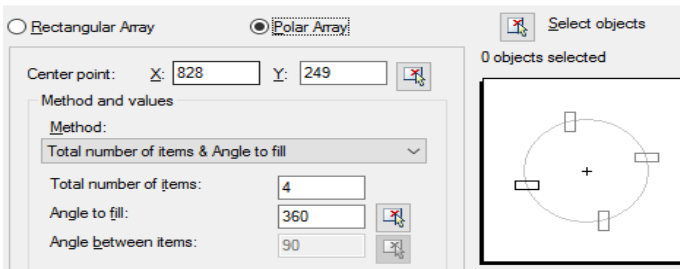 Rectangular Array Polar Array Select objects
0 objects selected
Center point: X: 828 Y: 249
Method and values
Method:
Total number of items & Angle to fill
Total number of items: 4
Angle to fill: 360
Angle between items: 90